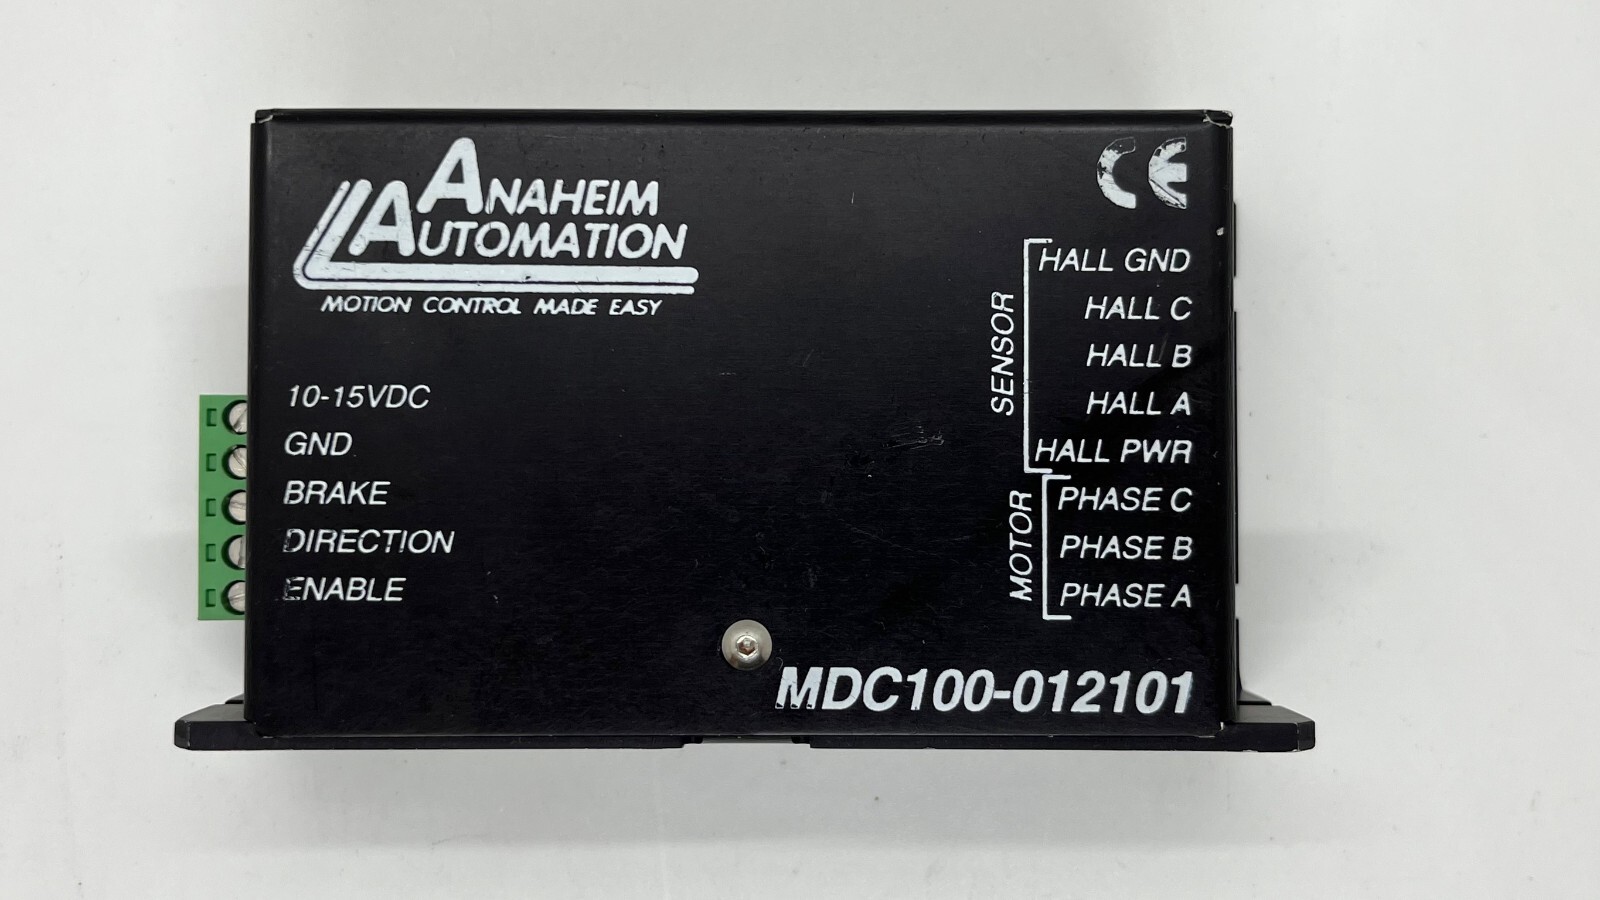 ANAHEIM
AUTOMATION
MOTION CONTROL MADE EASY
10-15VDC
GND
BRAKE
DIRECTION
ENABLE
CE
SENSOR
HALL GND
HALL C
HALL B
HALL A
HALL PWR
MOTOR
PHASE C
PHASE B
PHASE A
MDC100-012101